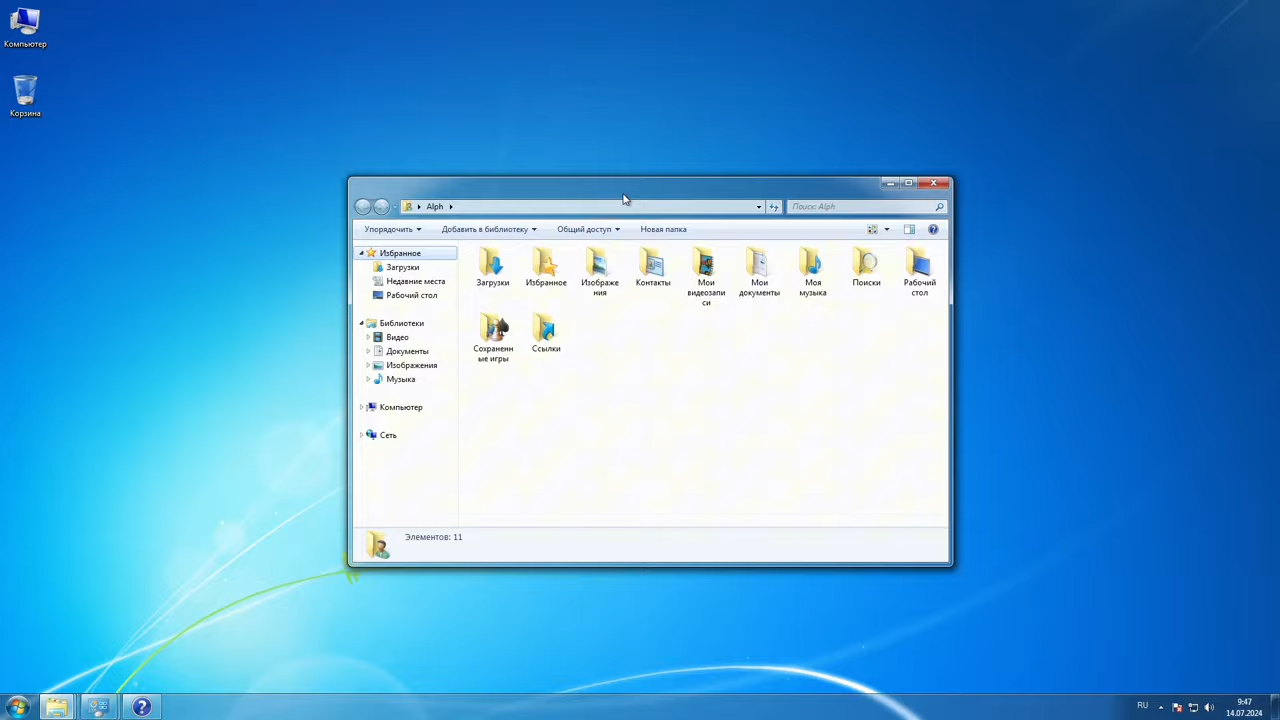 Компьютер
Корзина
Alph
Поиск: Alph
Упорядочить
Добавить в библиотеку
Общий доступ
Новая папка
Избранное
Загрузки
Недавние места
Рабочий стол
Библиотеки
Видео
Документы
Изображения
Музыка
Компьютер
Сеть
Загрузки
Избранное
Изображе
ния
Контакты
Мои
видеозапи
си
Мои
документы
Моя
музыка
Поиски
Рабочий
стол
Сохраненн
ые игры
Ссылки
Элементов: 11
RU
9:47
14.07.2024